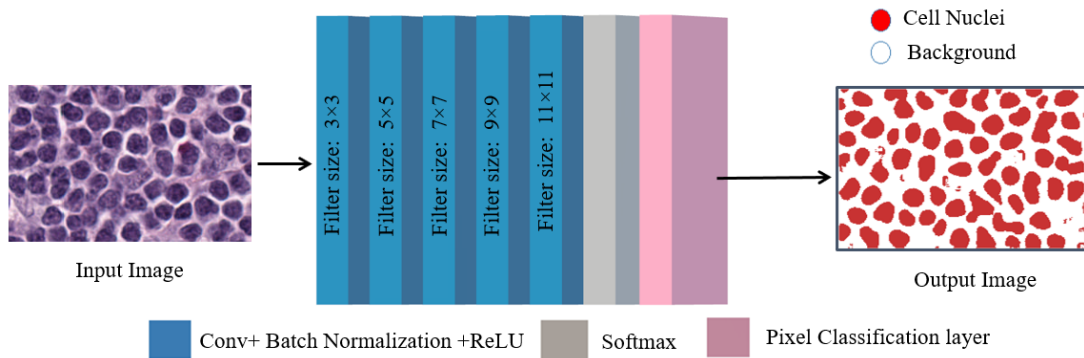 Cell Nuclei
Background
Filter size: 3×3
Filter size: 5×5
Filter size: 7×7
Filter size: 9×9
Filter size: 11×11
Input Image
Output Image
Conv+ Batch Normalization +ReLU
Softmax
Pixel Classification layer